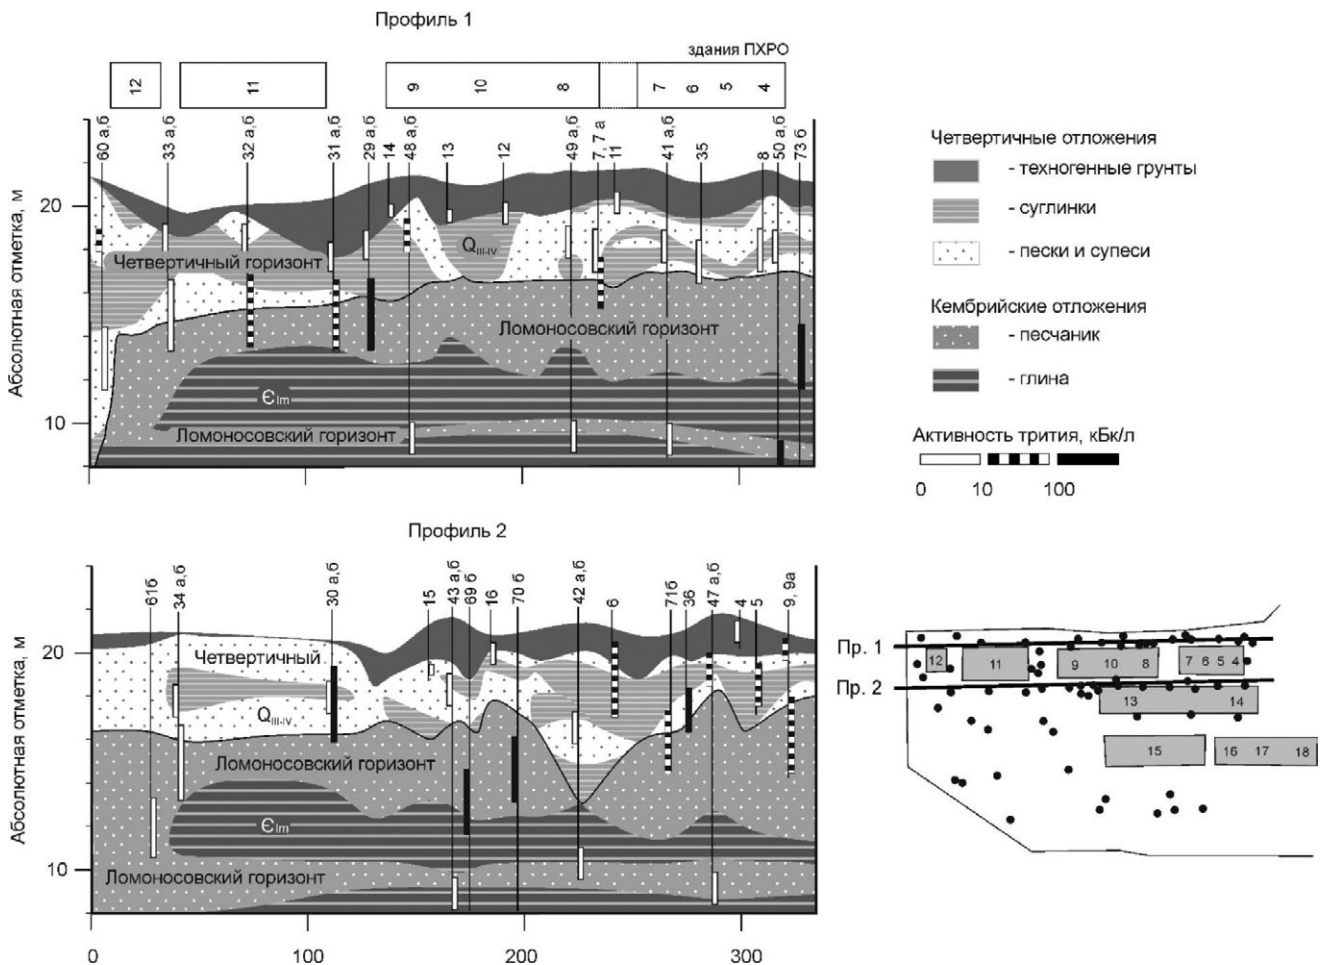 Профиль 1
здания ПХРО
12
11
9
10
8
7
6
5
4
60 а,б
33 а,б
32 а,б
31 а,б
29 а,б
14
48 а,б
13
12
49 а,б
7, 7 а
11
41 а,б
35
8
50 а,б
73 б
Абсолютная отметка, м
20
10
Четвертичный горизонт
QIII-IV
Ломоносовский горизонт
Єlm
Ломоносовский горизонт
0
100
200
300
Четвертичные отложения
- техногенные грунты
- суглинки
- пески и супеси
Кембрийские отложения
- песчаник
- глина
Активность трития, кБк/л
0 10 100
Профиль 2
61б
34 а,б
30 а,б
15
43 а,б
69 б
16
70 б
42 а,б
6
71б
36
47 а,б
4
5
9, 9а
Абсолютная отметка, м
20
10
Четвертичный
QIII-IV
Ломоносовский горизонт
Єlm
Ломоносовский горизонт
0
100
200
300
Пр. 1
12
11
9 10 8
7 6 5 4
Пр. 2
13 14
15
16 17 18